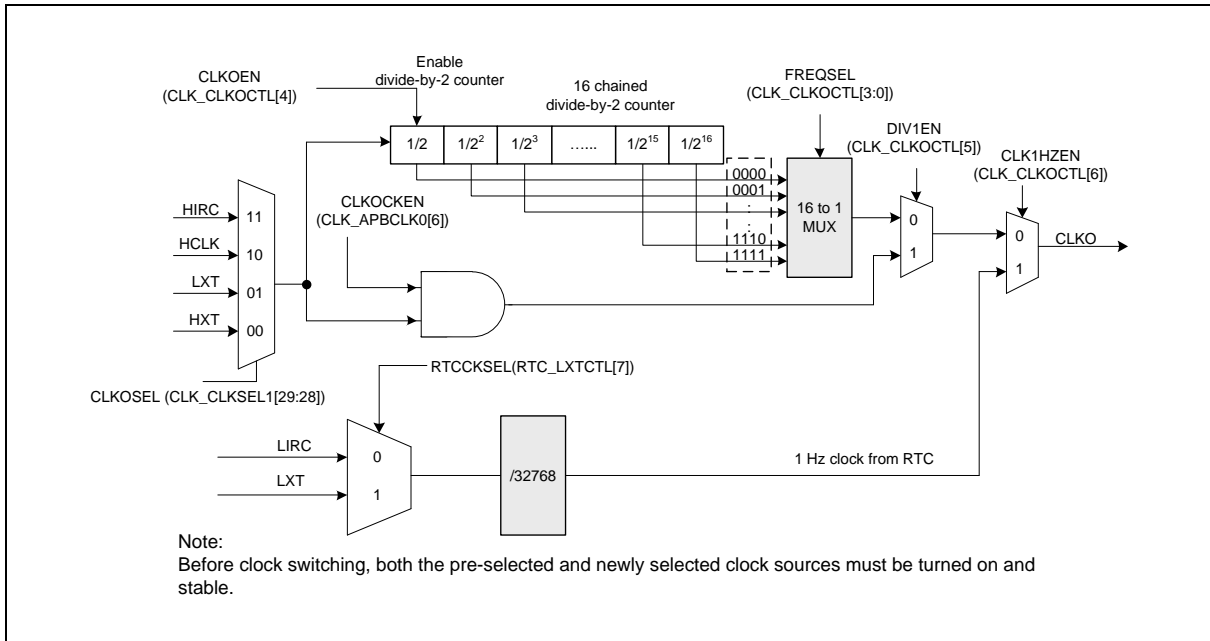 Enable
divide-by-2 counter
CLKOEN
(CLK_CLKOCTL[4])
16 chained
divide-by-2 counter
FREQSEL
(CLK_CLKOCTL[3:0])
DIV1EN
(CLK_CLKOCTL[5])
CLK1HZEN
(CLK_CLKOCTL[6])
1/2 1/2² 1/2³ …... 1/2¹⁵ 1/2¹⁶
0000
0001
:
:
1110
1111
16 to 1
MUX
0
1
0
1
CLKO
CLKOCKEN
(CLK_APBCLK0[6])
HIRC 11
HCLK 10
LXT 01
HXT 00
CLKOSEL (CLK_CLKSEL1[29:28])
RTCCKSEL(RTC_LXTCTL[7])
LIRC 0
LXT 1
/32768
1 Hz clock from RTC
Note:
Before clock switching, both the pre-selected and newly selected clock sources must be turned on and
stable.